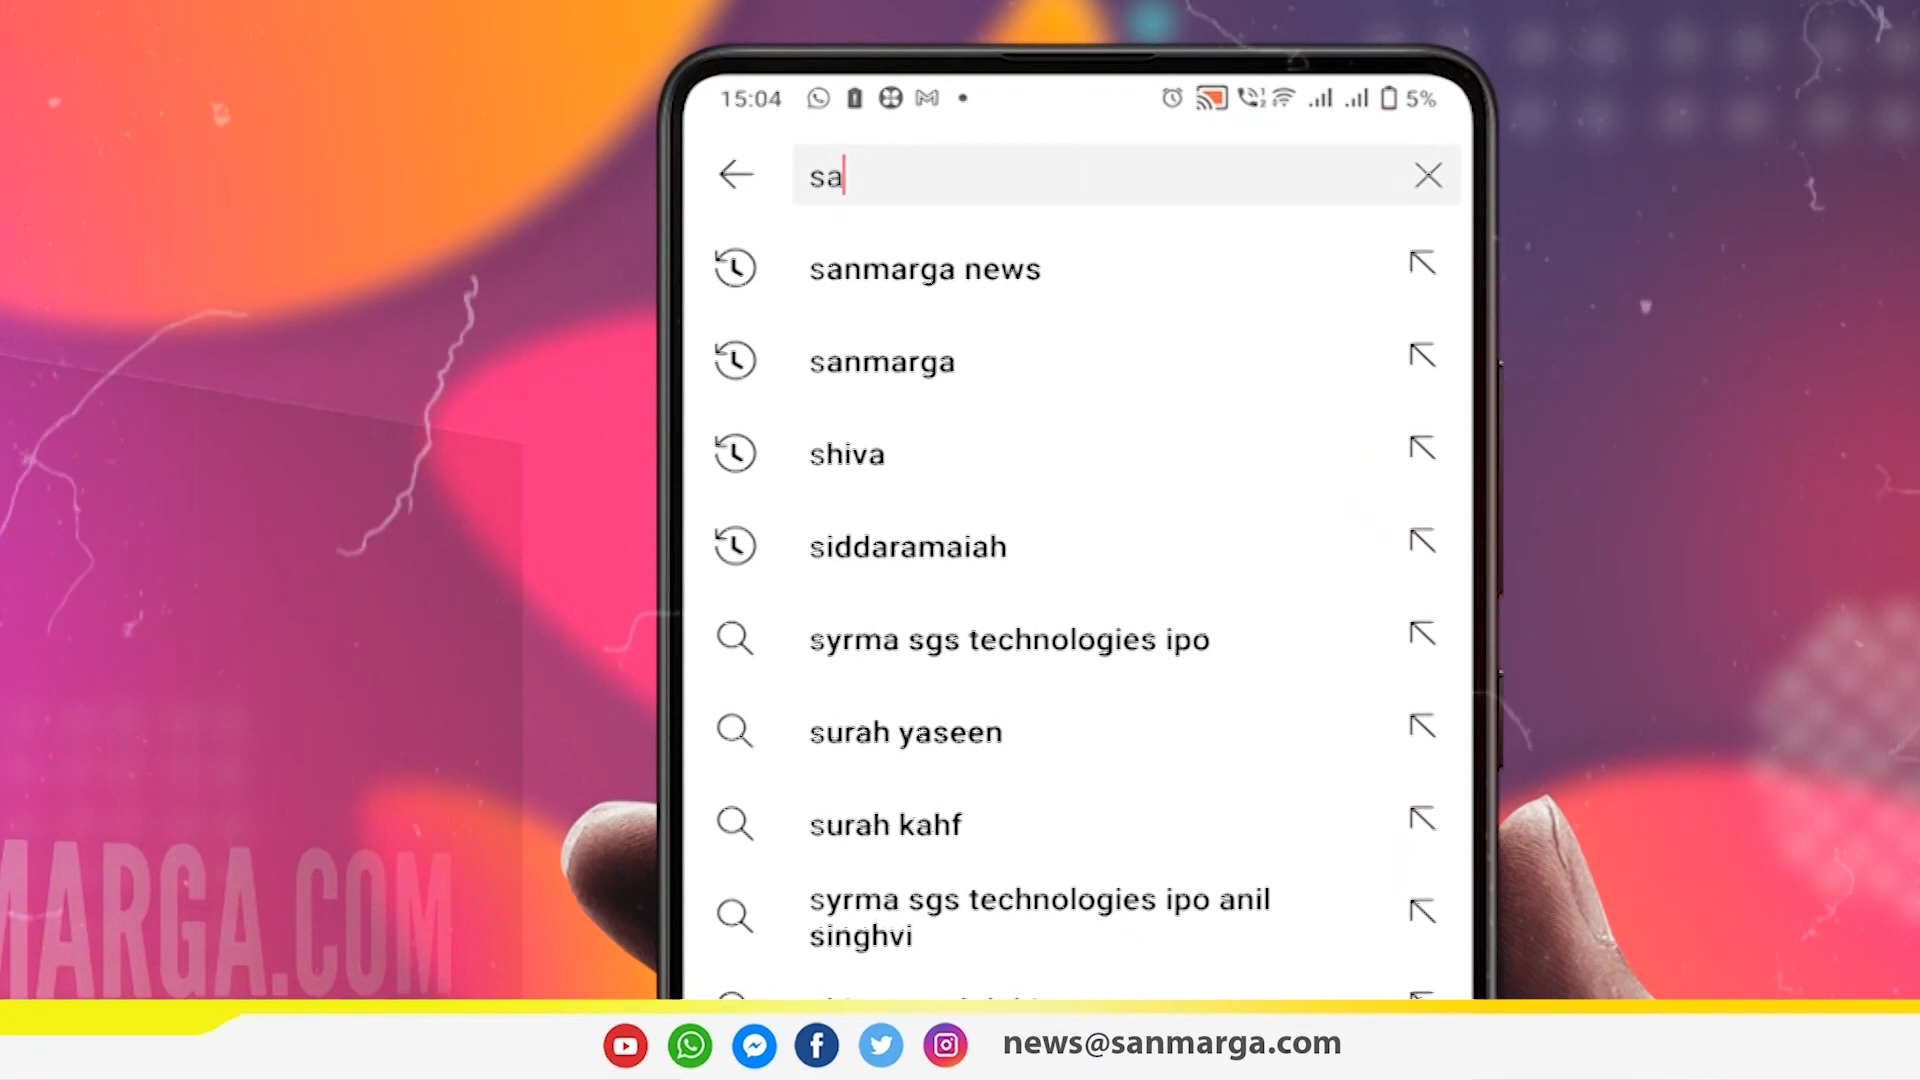 15:04
5%
sa
sanmarga news
sanmarga
shiva
siddaramaiah
syrma sgs technologies ipo
surah yaseen
surah kahf
syrma sgs technologies ipo anil
singhvi
MARGA.COM
news@sanmarga.com